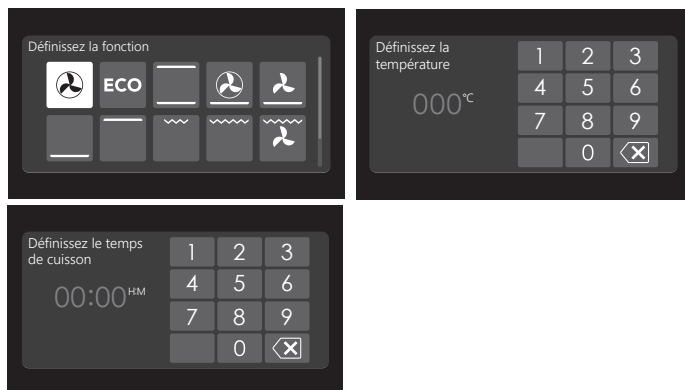 Définissez la fonction
ECO
Définissez la
température
000°C
1 2 3
4 5 6
7 8 9
0
Définissez le temps
de cuisson
00:00 H:M
1 2 3
4 5 6
7 8 9
0